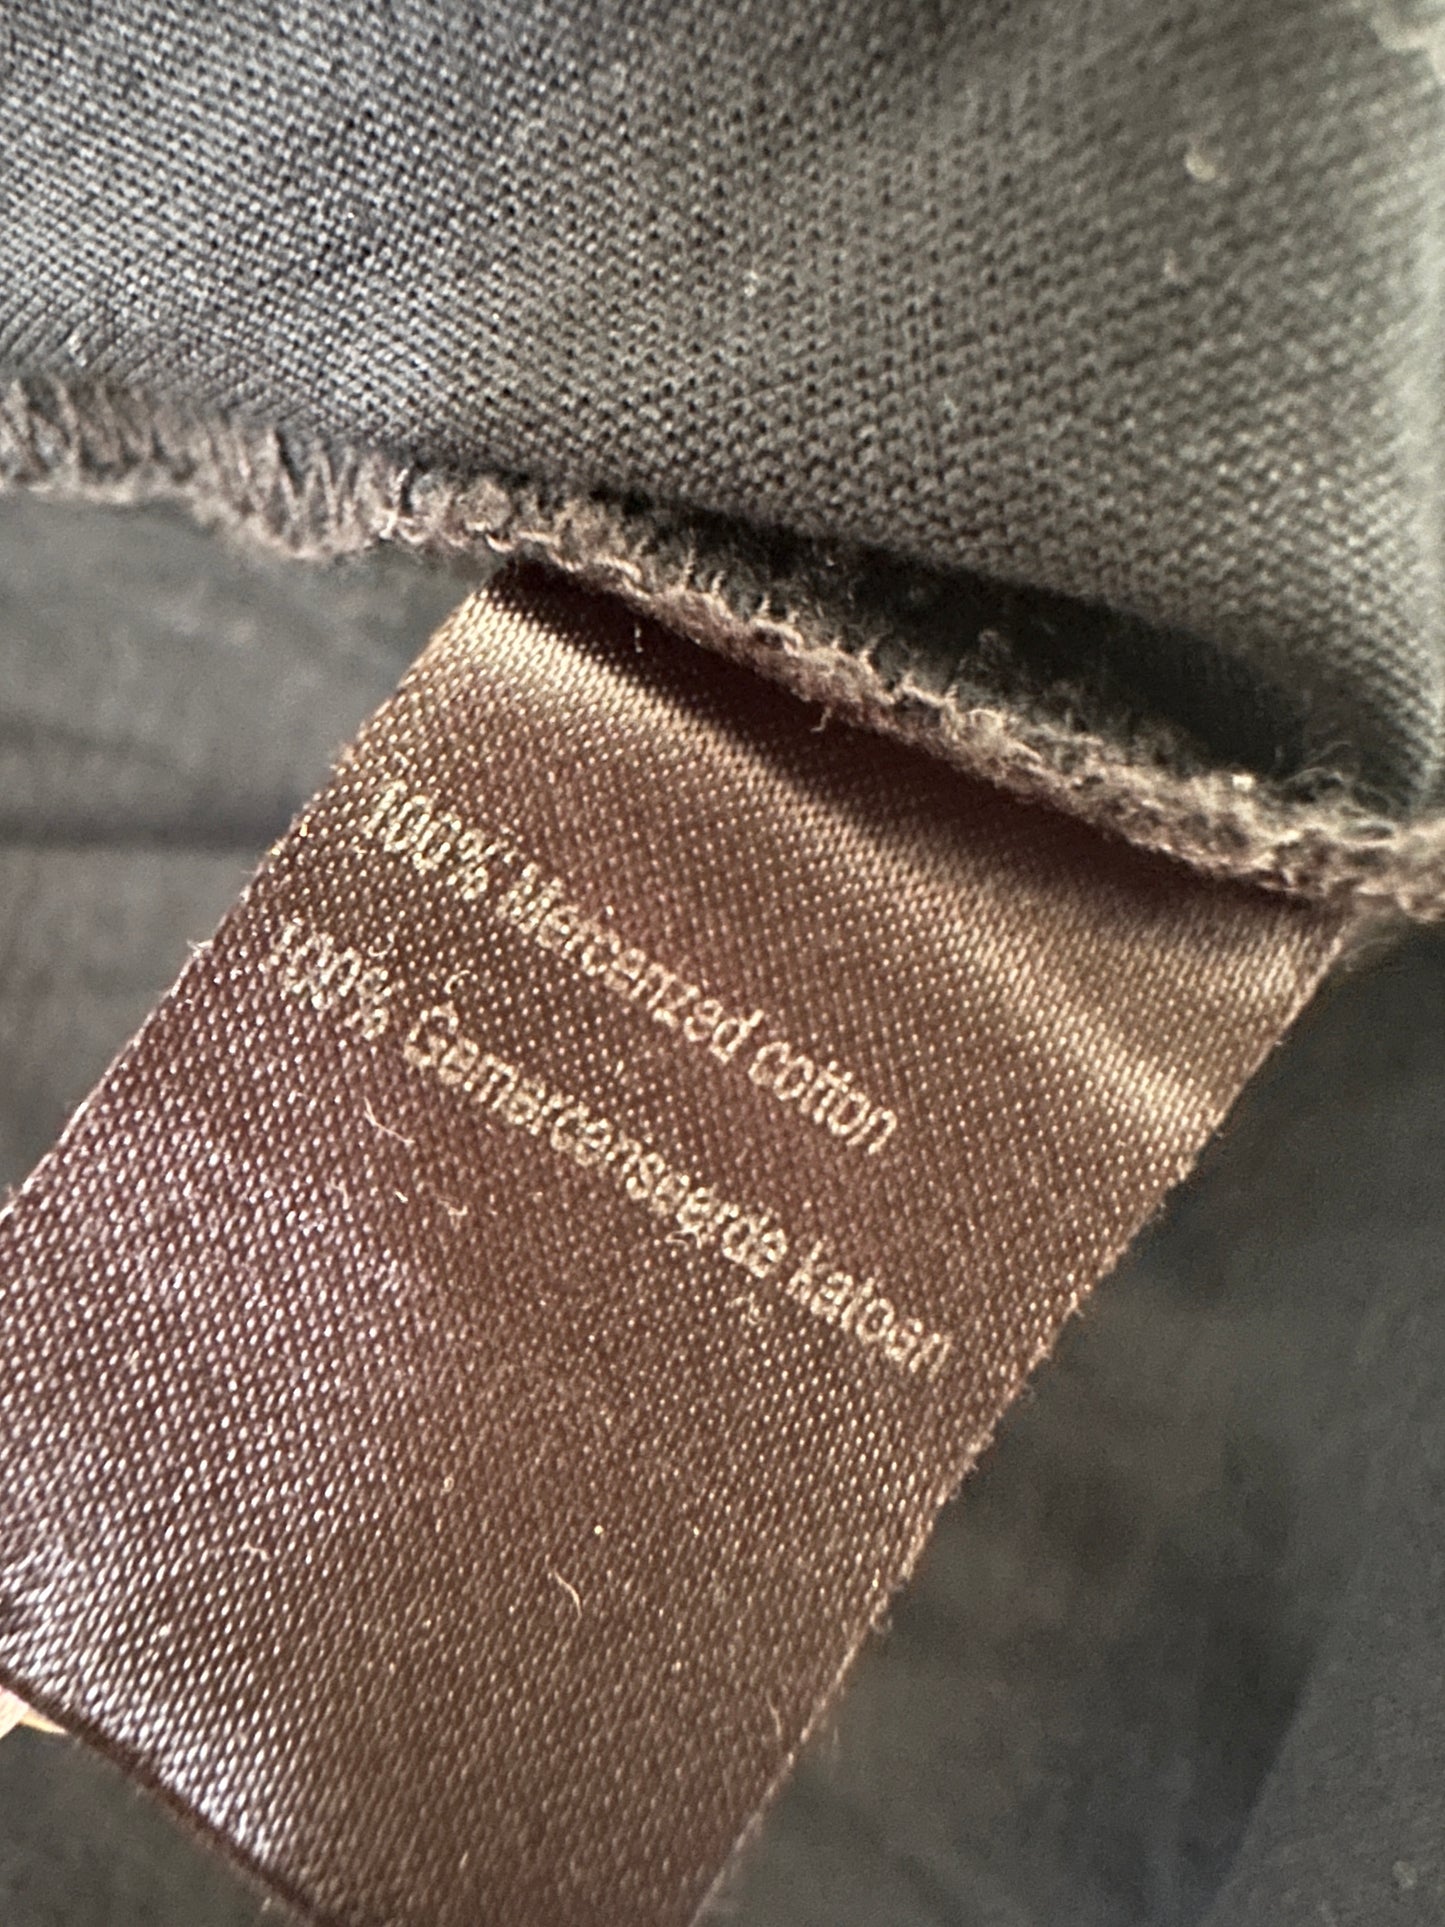 100% Mercerized cotton
100% Gemerceriseerde katoen